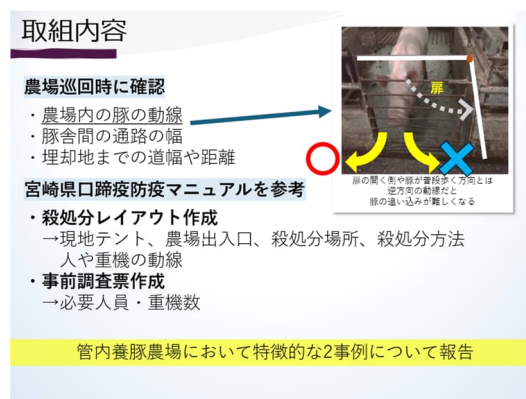 取組内容
農場巡回時に確認
・農場内の豚の動線
・豚舎間の通路の幅
・埋却地までの道幅や距離
扉
扉の開く側や豚が普段歩く方向とは
逆方向の動線だと
豚の追い込みが難しくなる
宮崎県口蹄疫防疫マニュアルを参考
・殺処分レイアウト作成
→現地テント、農場出入口、殺処分場所、殺処分方法
人や重機の動線
・事前調査票作成
→必要人員・重機数
管内養豚農場において特徴的な2事例について報告